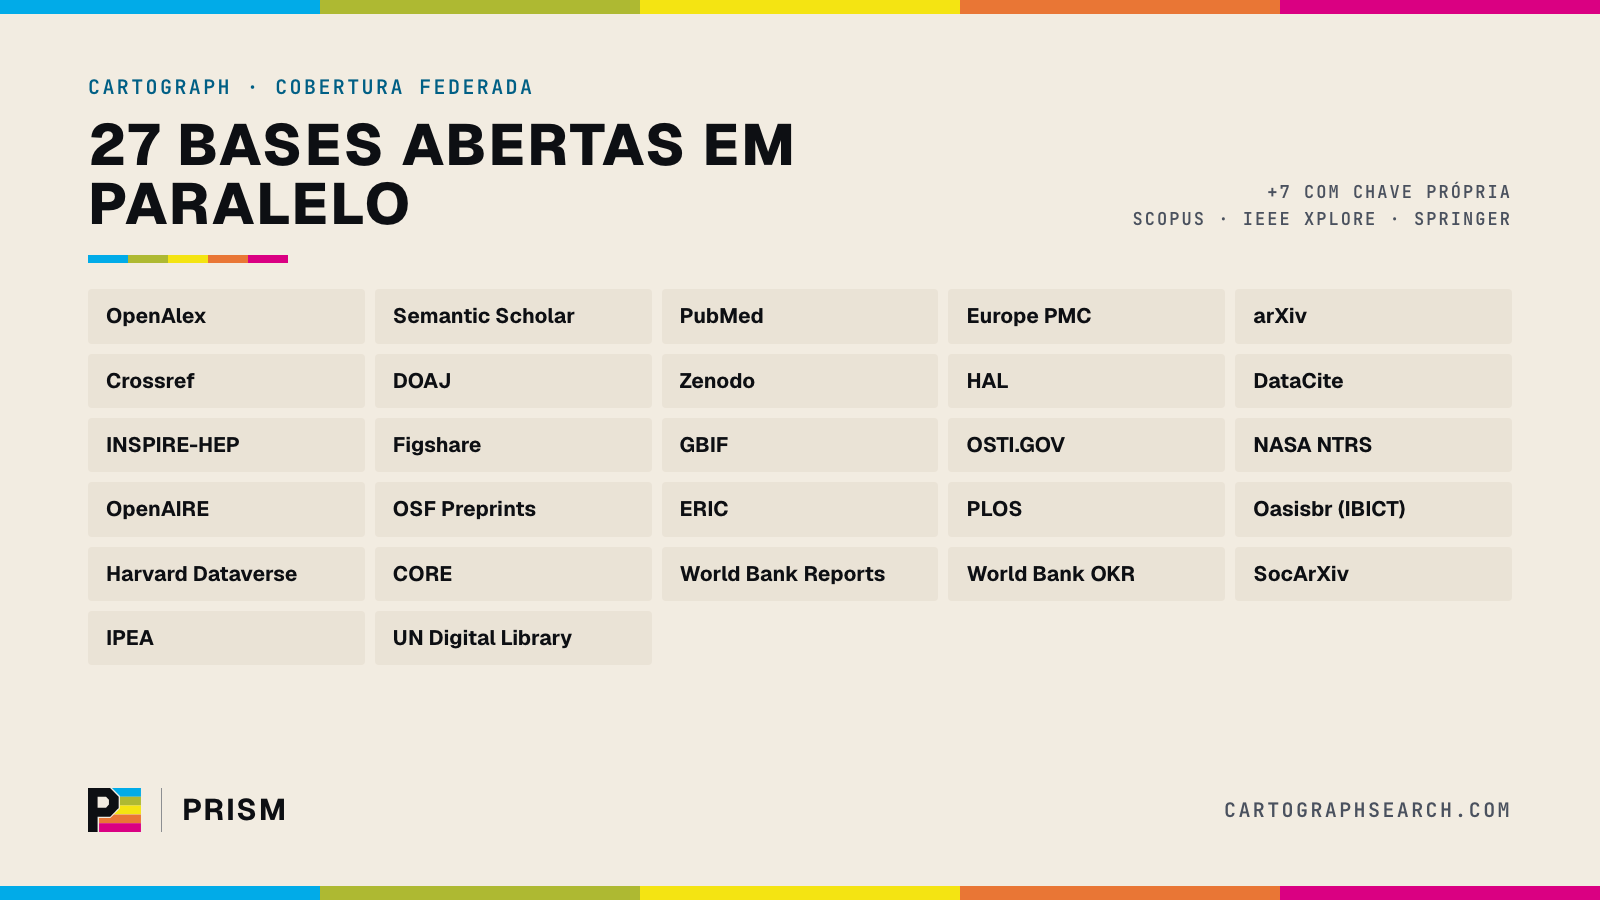 CARTOGRAPH · COBERTURA FEDERADA
27 BASES ABERTAS EM
PARALELO
+7 COM CHAVE PRÓPRIA
SCOPUS · IEEE XPLORE · SPRINGER
OpenAlex
Semantic Scholar
PubMed
Europe PMC
arXiv
Crossref
DOAJ
Zenodo
HAL
DataCite
INSPIRE-HEP
Figshare
GBIF
OSTI.GOV
NASA NTRS
OpenAIRE
OSF Preprints
ERIC
PLOS
Oasisbr (IBICT)
Harvard Dataverse
CORE
World Bank Reports
World Bank OKR
SocArXiv
IPEA
UN Digital Library
P
PRISM
CARTOGRAPHSEARCH.COM